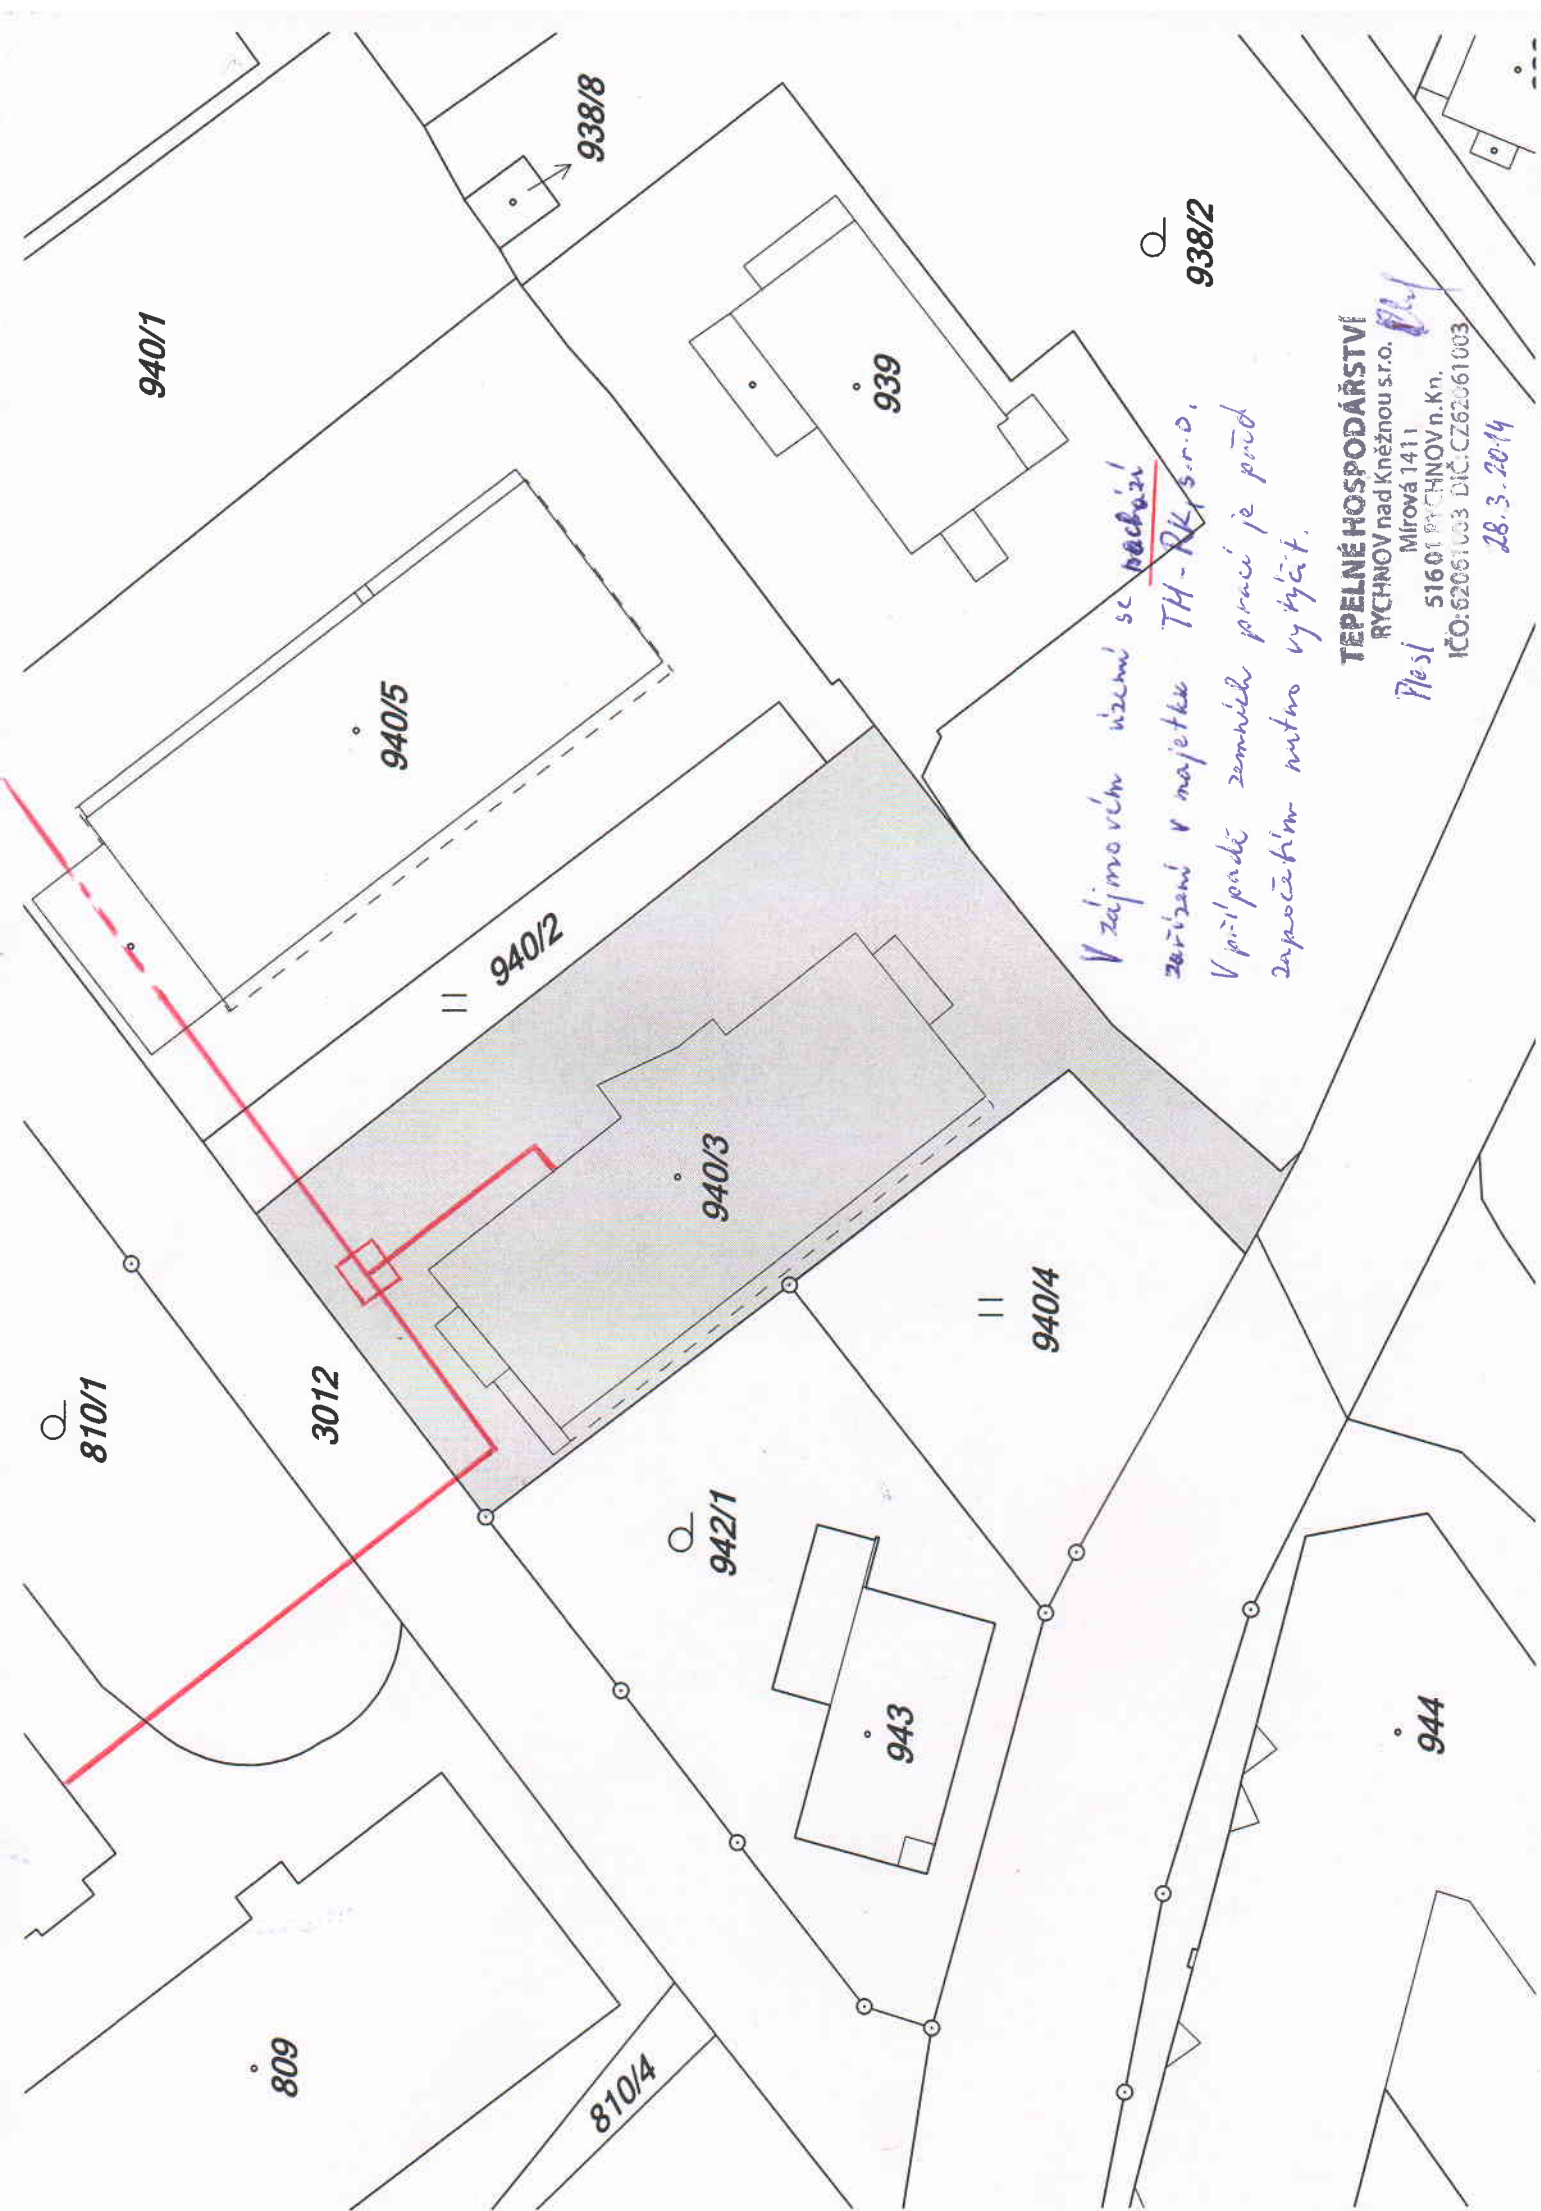 940/1
938/8
938/2
939
940/5
940/2
940/3
940/4
810/1
3012
942/1
943
944
809
810/4
V zájmovém území se nachází
zařízení v majetku TH-RK, s.r.o.
V případě zemních prací je před
započetím nutno vytýčit.
TEPELNÉ HOSPODÁŘSTVÍ
RYCHNOV nad Kněžnou s.r.o.
Mírová 1411
51601 RYCHNOV n.Kn.
IČO:62061003 DIČ:CZ62061003
Plesl
28.3.2014